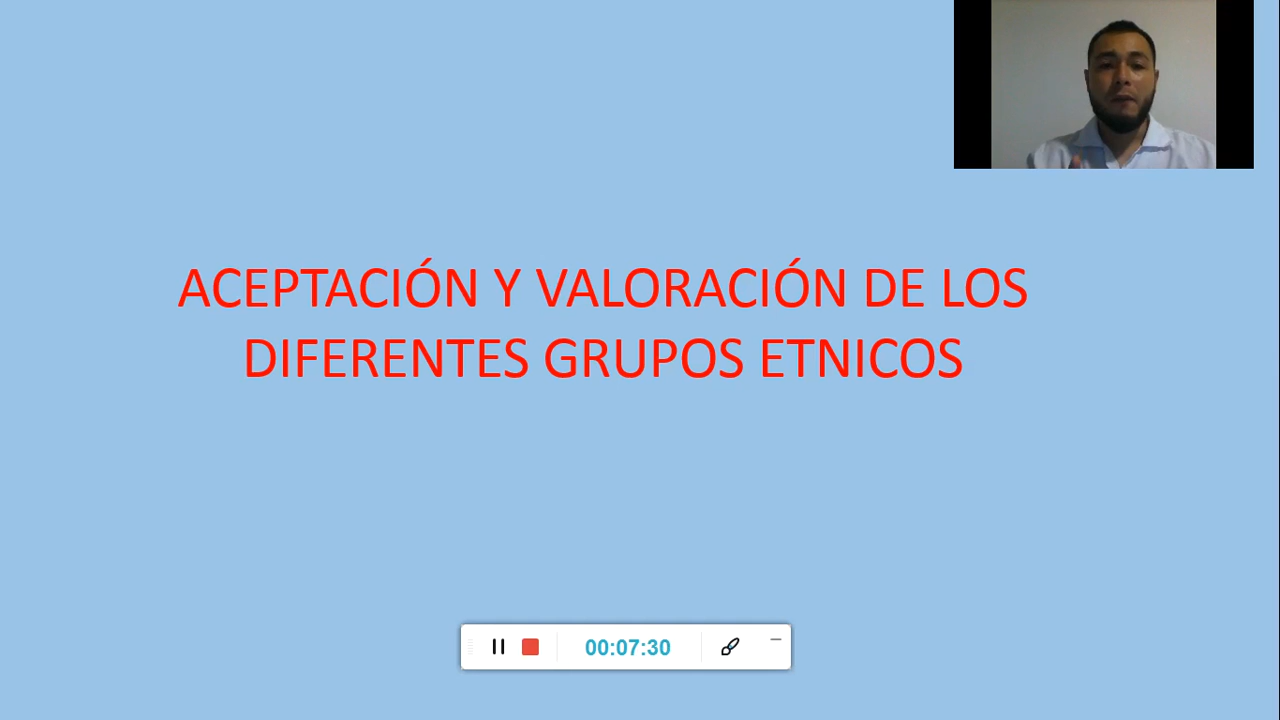 ACEPTACIÓN Y VALORACIÓN DE LOS
DIFERENTES GRUPOS ETNICOS
00:07:30